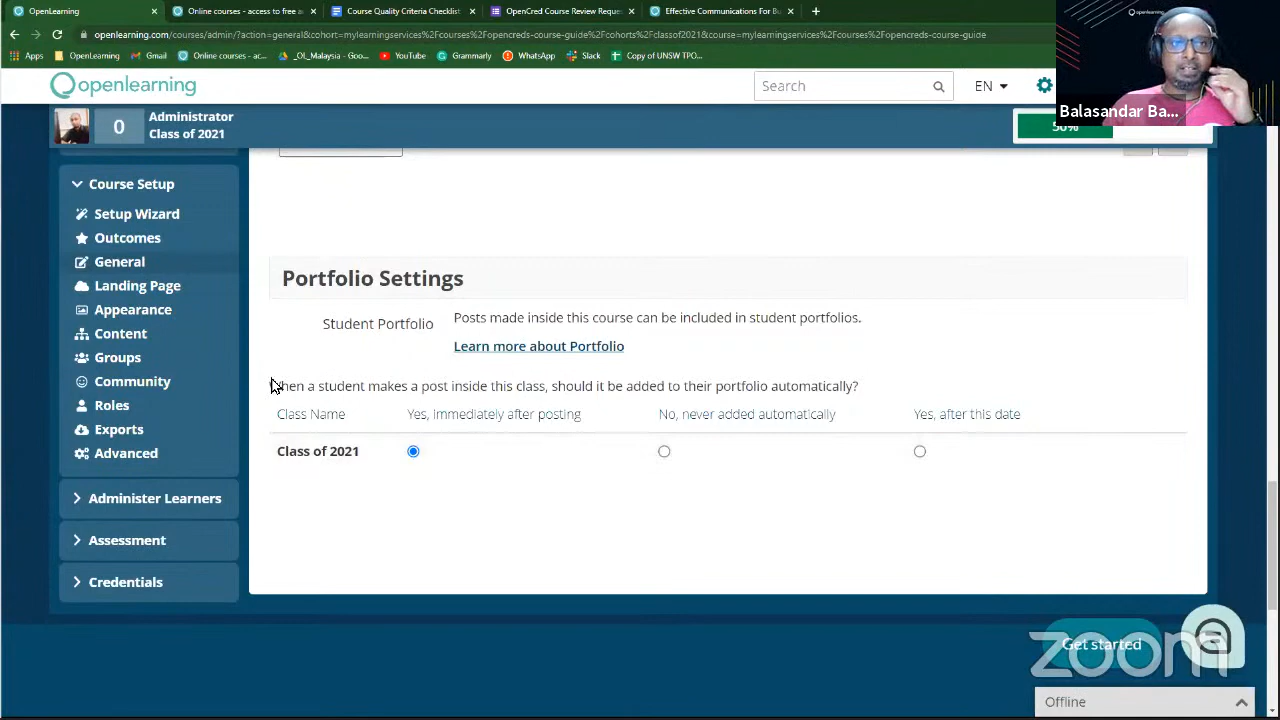 OpenLearning
Online courses - access to free a
Course Quality Criteria Checklist
OpenCred Course Review Reques
Effective Communications For Bu
openlearning.com/courses/admin/?action=general&cohort=mylearningservices%2Fcourses%2Fopencreds-course-guide%2Fcohorts%2Fclassof2021&course=mylearningservices%2Fcourses%2Fopencreds-course-guide
Apps
OpenLearning
Gmail
Online courses - ac...
_OL_Malaysia - Goo...
YouTube
Grammarly
WhatsApp
Slack
Copy of UNSW TPO...
openlearning
Search
EN
openlearning
Balasandar Ba...
0
Administrator
Class of 2021
50%
Course Setup
Setup Wizard
Outcomes
General
Landing Page
Appearance
Content
Groups
Community
Roles
Exports
Advanced
Administer Learners
Assessment
Credentials
Portfolio Settings
Student Portfolio
Posts made inside this course can be included in student portfolios.
Learn more about Portfolio
When a student makes a post inside this class, should it be added to their portfolio automatically?
Class Name
Yes, immediately after posting
No, never added automatically
Yes, after this date
Class of 2021
Get started
zoom
Offline